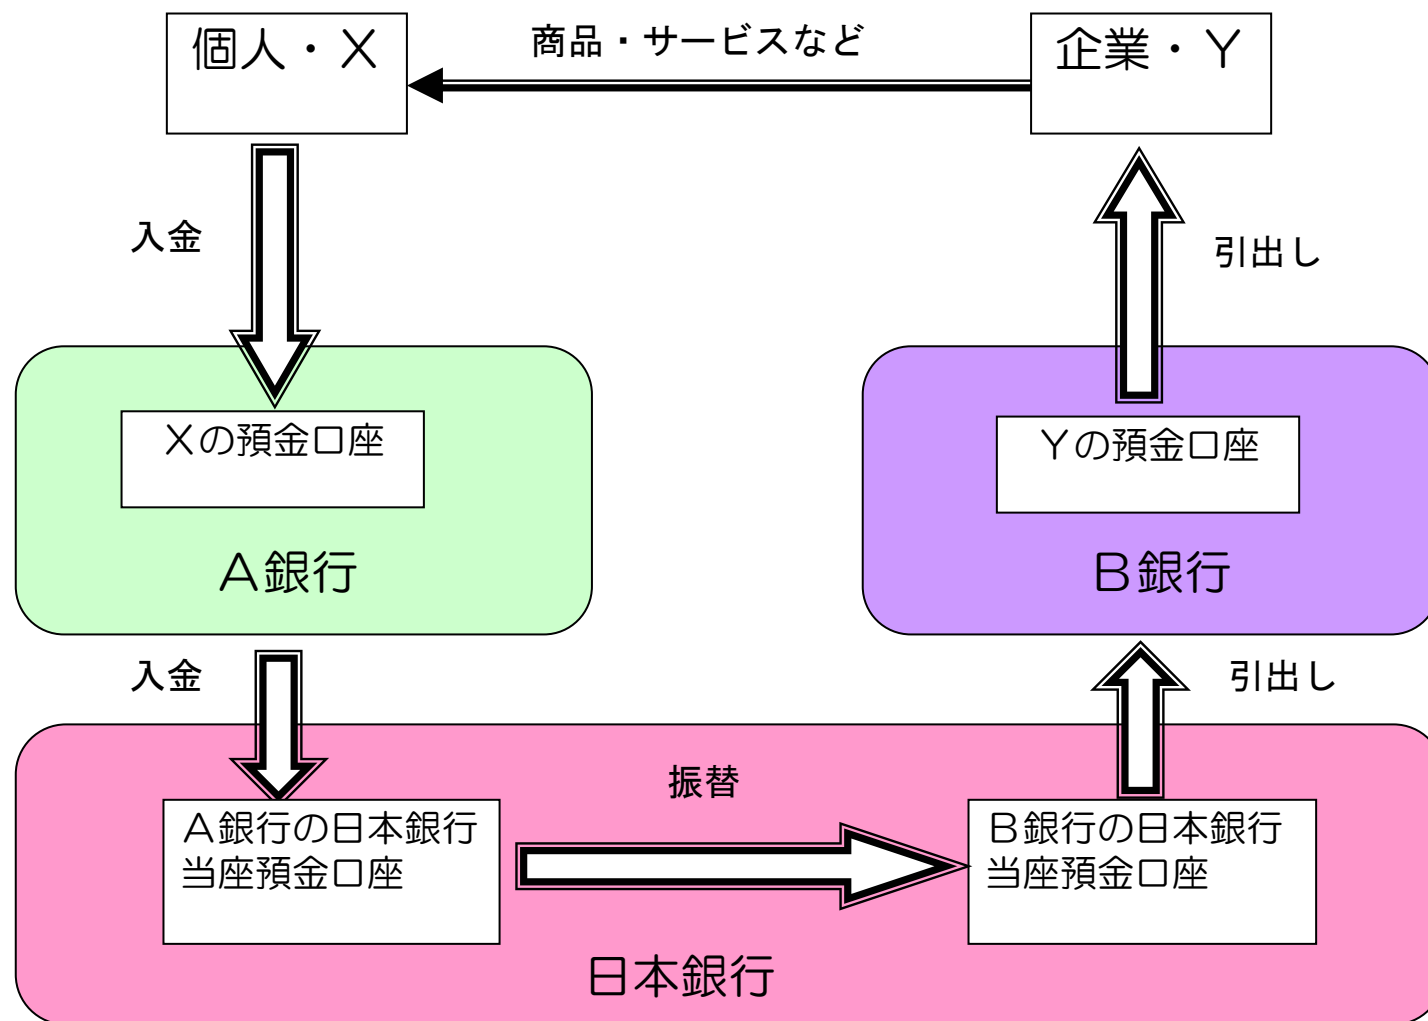 個人・X
商品・サービスなど
企業・Y
入金
引出し
Xの預金口座
Yの預金口座
A銀行
B銀行
入金
引出し
振替
A銀行の日本銀行
当座預金口座
B銀行の日本銀行
当座預金口座
日本銀行